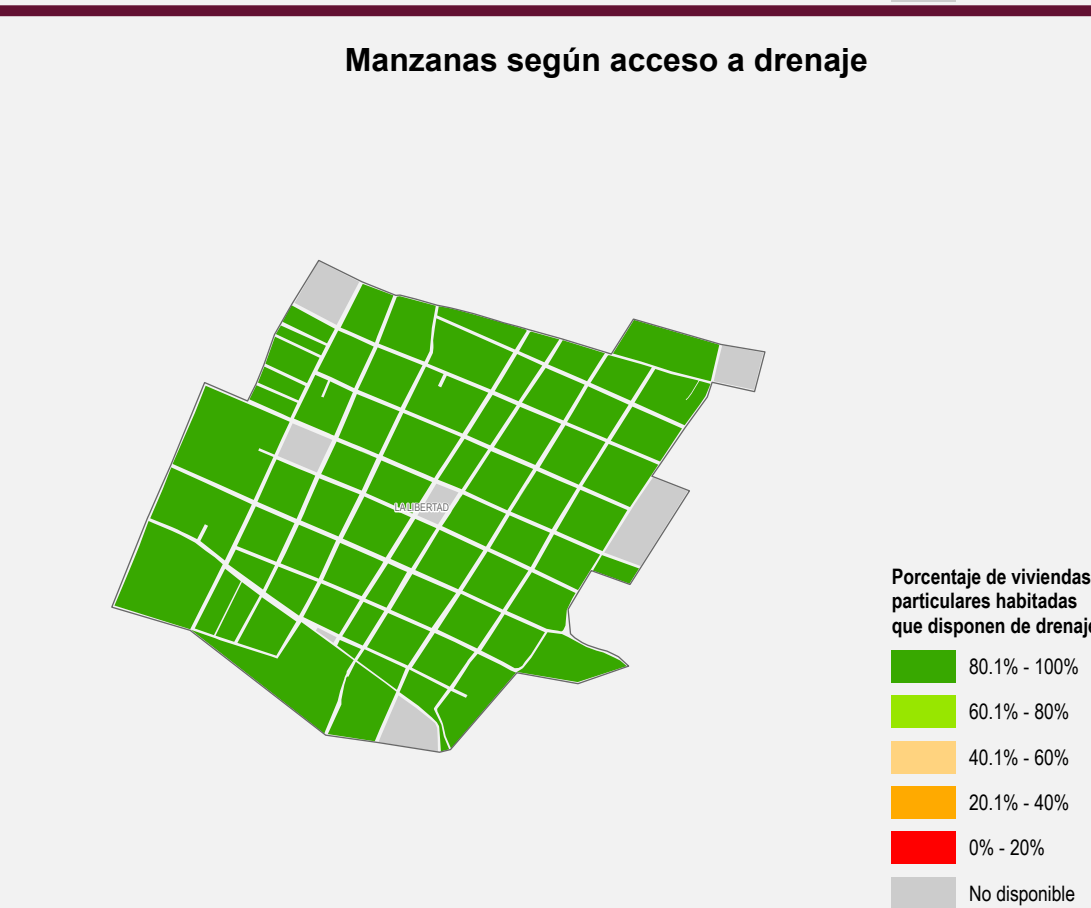 Manzanas según acceso a drenaje
LA LIBERTAD
Porcentaje de viviendas
particulares habitadas
que disponen de drenaje
80.1% - 100%
60.1% - 80%
40.1% - 60%
20.1% - 40%
0% - 20%
No disponible